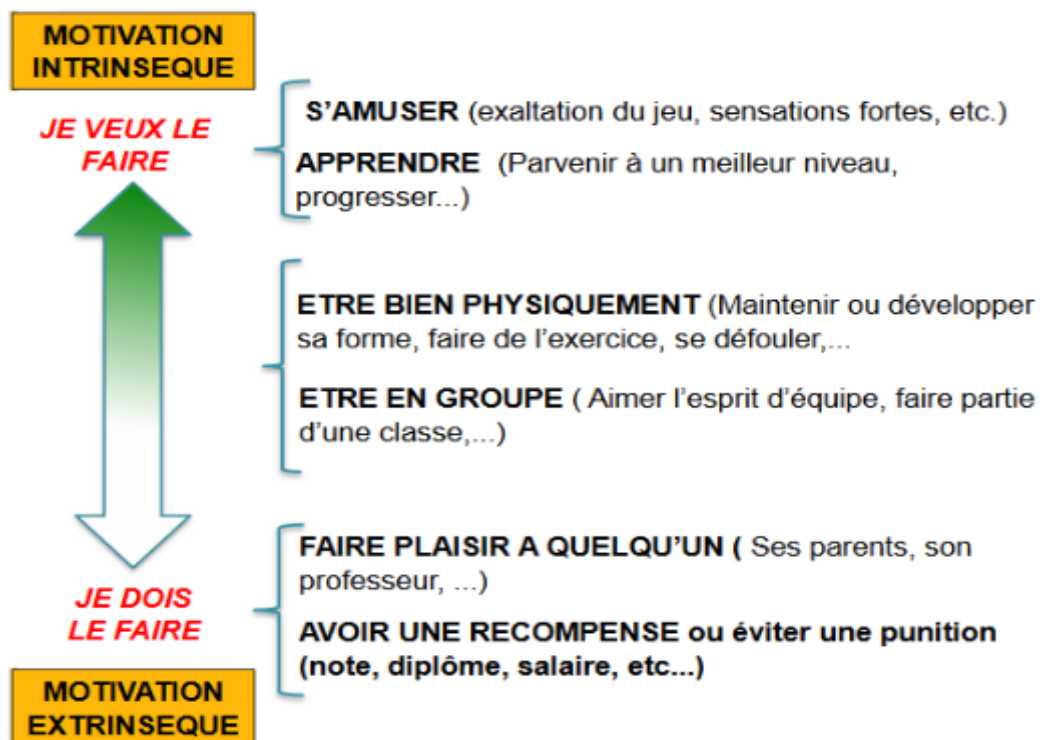 MOTIVATION
INTRINSEQUE
JE VEUX LE
FAIRE
S'AMUSER (exaltation du jeu, sensations fortes, etc.)
APPRENDRE (Parvenir à un meilleur niveau,
progresser...)
ETRE BIEN PHYSIQUEMENT (Maintenir ou développer
sa forme, faire de l'exercice, se défouler,...
ETRE EN GROUPE ( Aimer l'esprit d'équipe, faire partie
d'une classe,...)
FAIRE PLAISIR A QUELQU'UN ( Ses parents, son
professeur, ...)
JE DOIS
LE FAIRE
AVOIR UNE RECOMPENSE ou éviter une punition
(note, diplôme, salaire, etc...)
MOTIVATION
EXTRINSEQUE